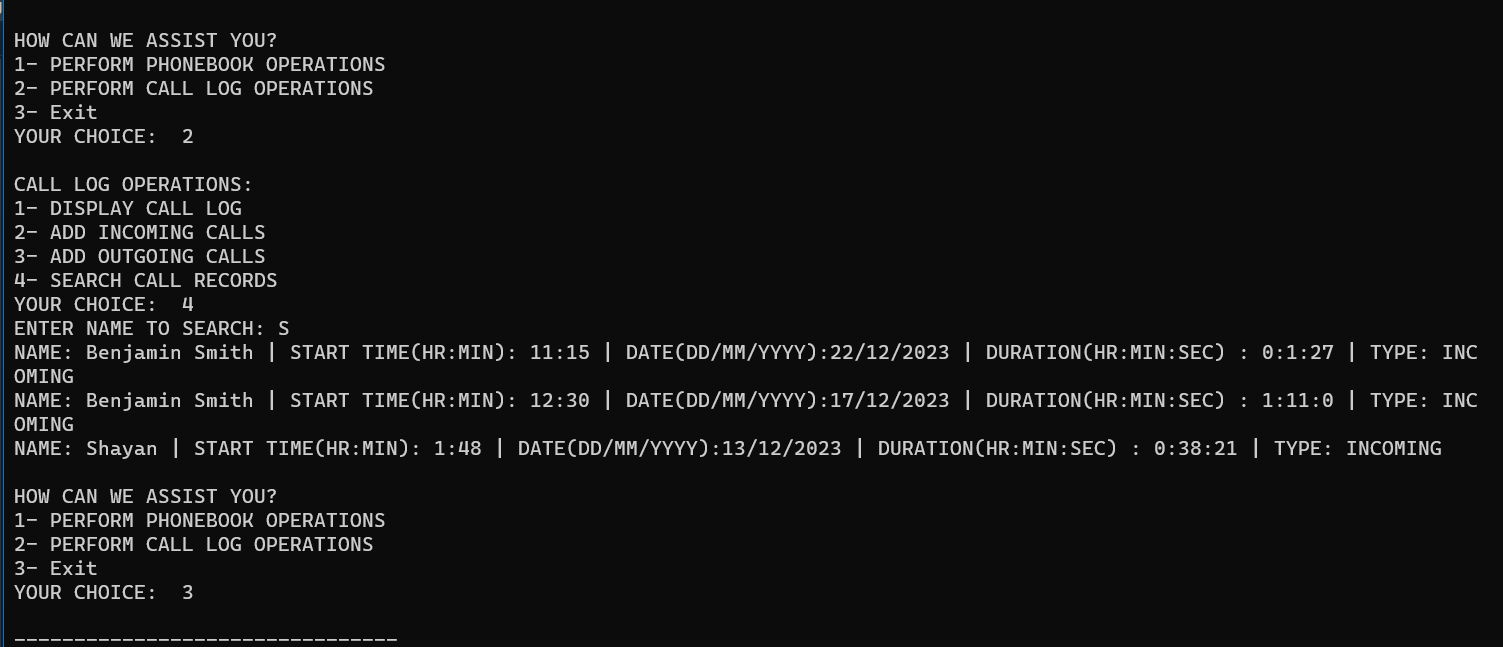 HOW CAN WE ASSIST YOU?
1- PERFORM PHONEBOOK OPERATIONS
2- PERFORM CALL LOG OPERATIONS
3- Exit
YOUR CHOICE:  2
CALL LOG OPERATIONS:
1- DISPLAY CALL LOG
2- ADD INCOMING CALLS
3- ADD OUTGOING CALLS
4- SEARCH CALL RECORDS
YOUR CHOICE:  4
ENTER NAME TO SEARCH: S
NAME: Benjamin Smith | START TIME(HR:MIN): 11:15 | DATE(DD/MM/YYYY):22/12/2023 | DURATION(HR:MIN:SEC) : 0:1:27 | TYPE: INC
OMING
NAME: Benjamin Smith | START TIME(HR:MIN): 12:30 | DATE(DD/MM/YYYY):17/12/2023 | DURATION(HR:MIN:SEC) : 1:11:0 | TYPE: INC
OMING
NAME: Shayan | START TIME(HR:MIN): 1:48 | DATE(DD/MM/YYYY):13/12/2023 | DURATION(HR:MIN:SEC) : 0:38:21 | TYPE: INCOMING
HOW CAN WE ASSIST YOU?
1- PERFORM PHONEBOOK OPERATIONS
2- PERFORM CALL LOG OPERATIONS
3- Exit
YOUR CHOICE:  3
--------------------------------